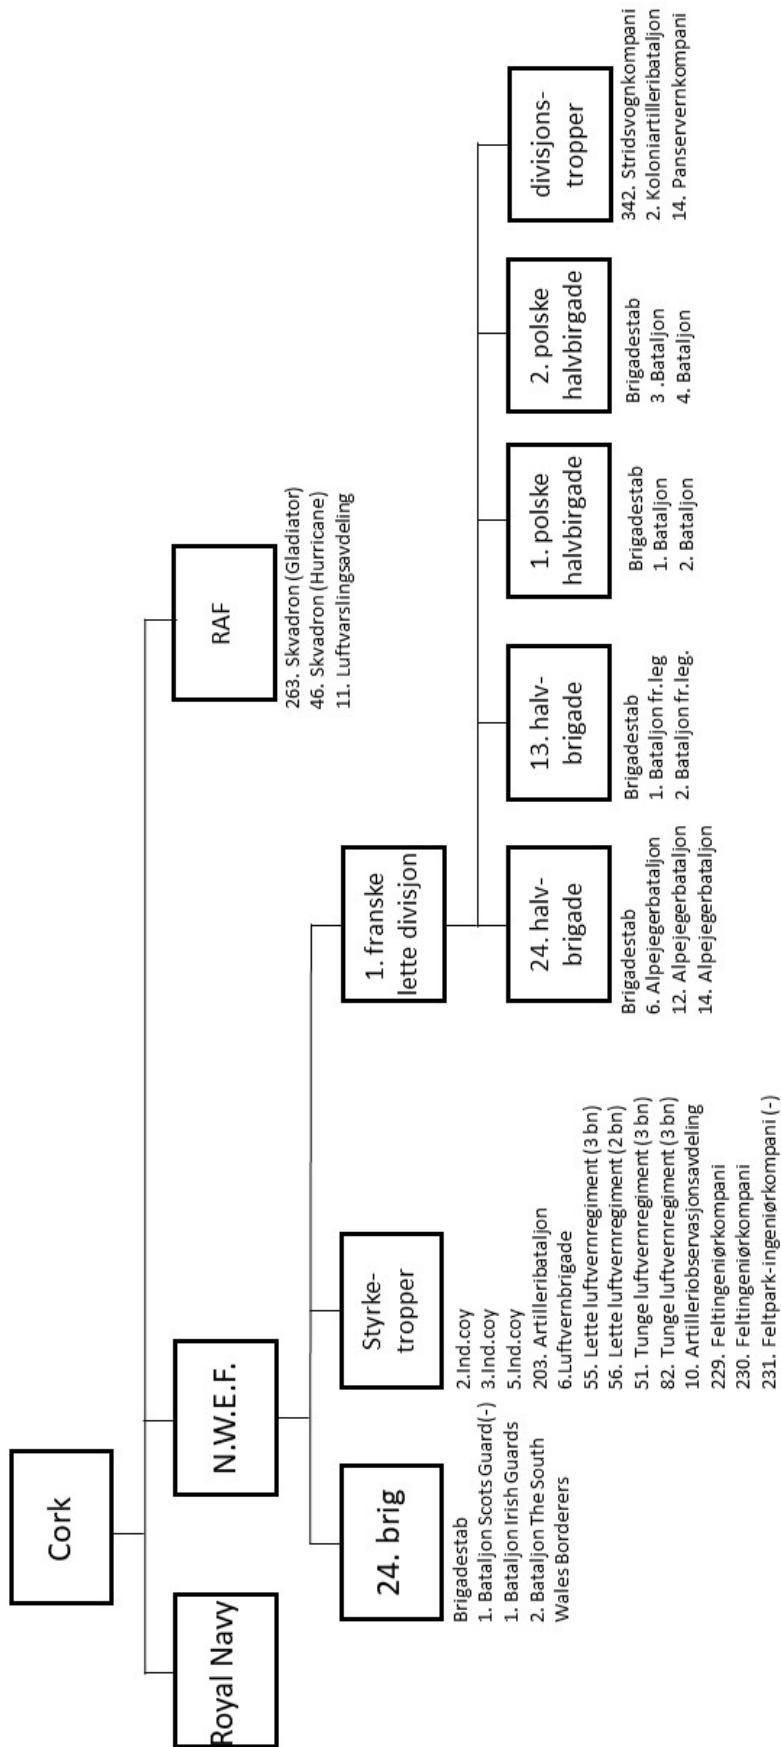 Cork
Royal Navy
N.W.E.F.
RAF
263. Skvadron (Gladiator)
46. Skvadron (Hurricane)
11. Luftvarslingsavdeling
24. brig
Brigadestab
1. Bataljon Scots Guard(-)
1. Bataljon Irish Guards
2. Bataljon The South
Wales Borderers
Styrke-
tropper
2.Ind.coy
3.Ind.coy
5.Ind.coy
203. Artilleribataljon
6.Luftvernbrigade
55. Lette luftvernregiment (3 bn)
56. Lette luftvernregiment (2 bn)
51. Tunge luftvernregiment (3 bn)
82. Tunge luftvernregiment (3 bn)
10. Artilleriobservasjonsavdeling
229. Feltingeniørkompani
230. Feltingeniørkompani
231. Feltpark-ingeniørkompani (-)
1. franske
lette divisjon
24. halv-
brigade
Brigadestab
6. Alpejegerbataljon
12. Alpejegerbataljon
14. Alpejegerbataljon
13. halv-
brigade
Brigadestab
1. Bataljon fr.leg
2. Bataljon fr.leg.
1. polske
halvbirgade
Brigadestab
1. Bataljon
2. Bataljon
2. polske
halvbirgade
Brigadestab
3 .Bataljon
4. Bataljon
divisjons-
tropper
342. Stridsvognkompani
2. Koloniartilleribataljon
14. Panservernkompani